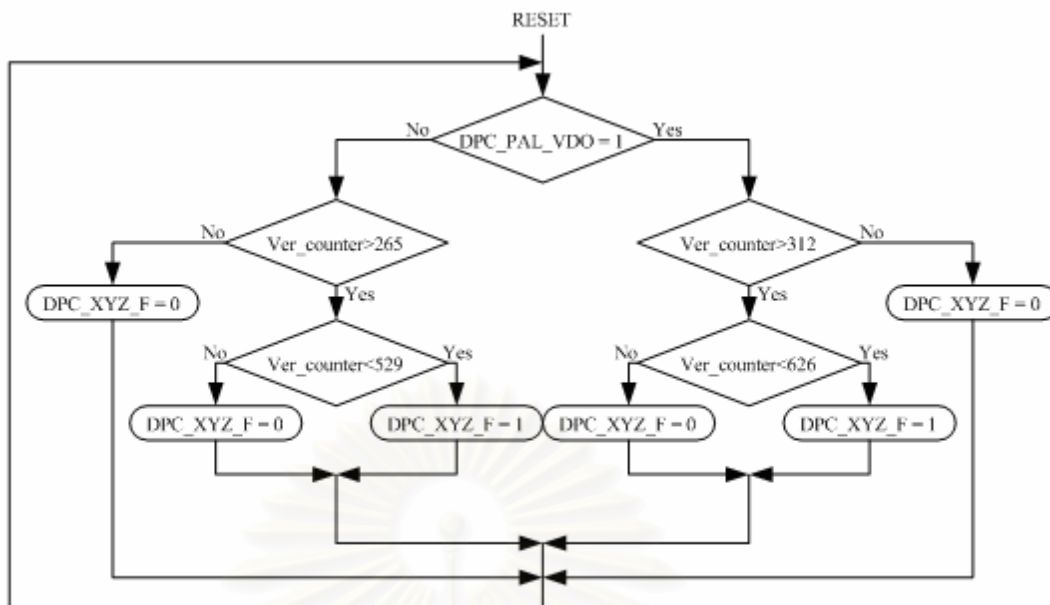 RESET
DPC_PAL_VDO = 1
No
Yes
Ver_counter>265
No
Yes
Ver_counter>312
No
Yes
DPC_XYZ_F = 0
DPC_XYZ_F = 0
Ver_counter<529
No
Yes
Ver_counter<626
No
Yes
DPC_XYZ_F = 0
DPC_XYZ_F = 1
DPC_XYZ_F = 0
DPC_XYZ_F = 1